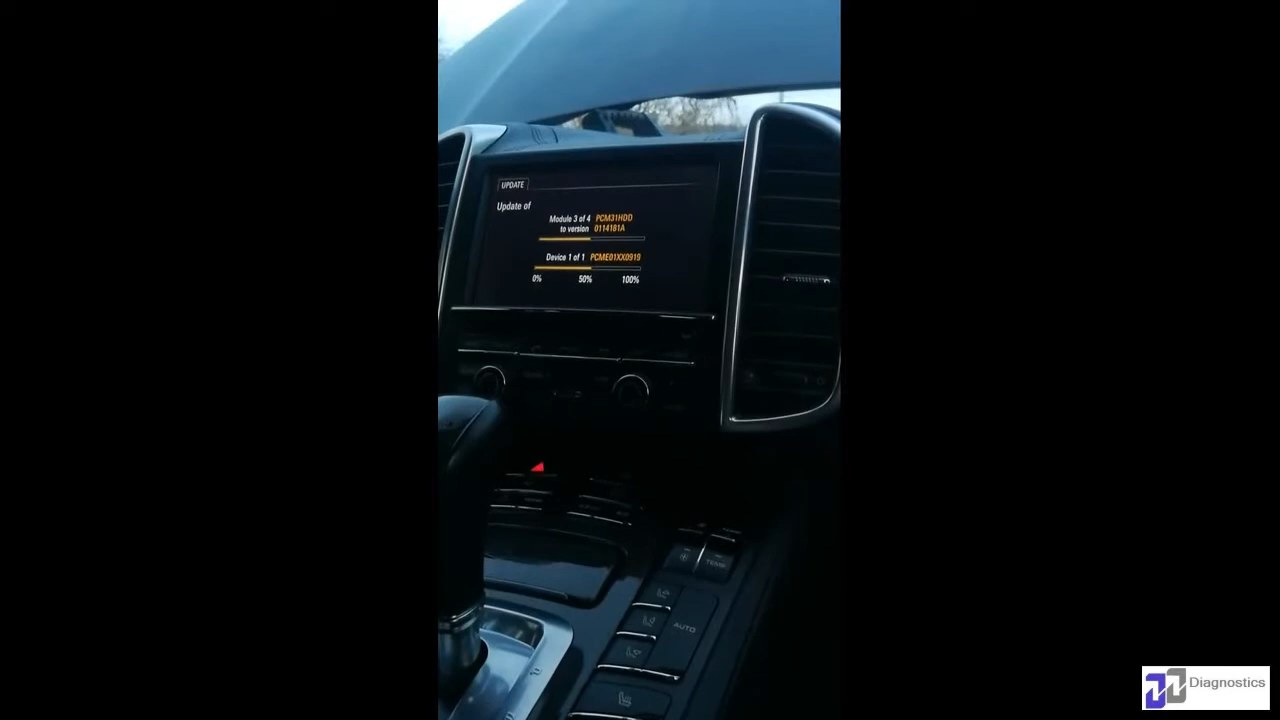 UPDATE
Update of
Module 3 of 4 PCM31HDD
to version 0114181A
Device 1 of 1 PCME01XX0919
0% 50% 100%
TEMP
AUTO
P
Diagnostics